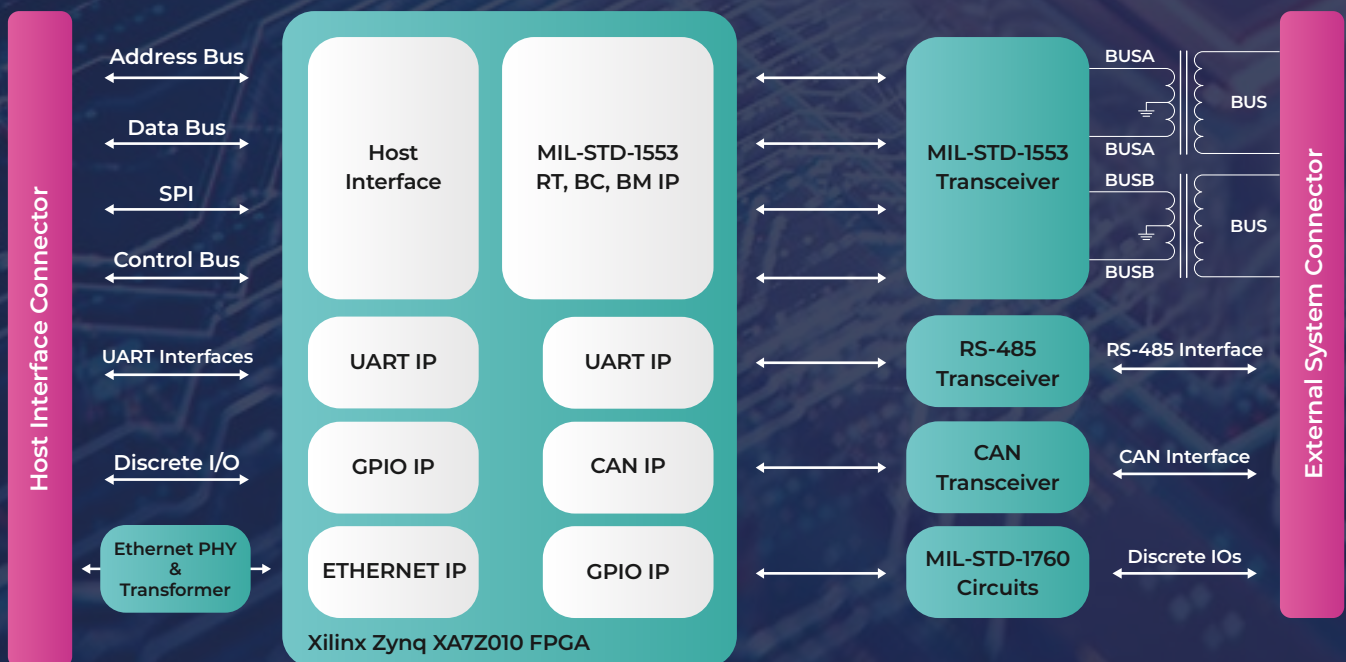 Host Interface Connector
Address Bus
Data Bus
SPI
Control Bus
UART Interfaces
Discrete I/O
Ethernet PHY
&
Transformer
Host
Interface
MIL-STD-1553
RT, BC, BM IP
UART IP
UART IP
GPIO IP
CAN IP
ETHERNET IP
GPIO IP
Xilinx Zynq XA7Z010 FPGA
MIL-STD-1553
Transceiver
RS-485
Transceiver
CAN
Transceiver
MIL-STD-1760
Circuits
BUSA
BUS
BUSA
BUSB
BUS
BUSB
RS-485 Interface
CAN Interface
Discrete IOs
External System Connector